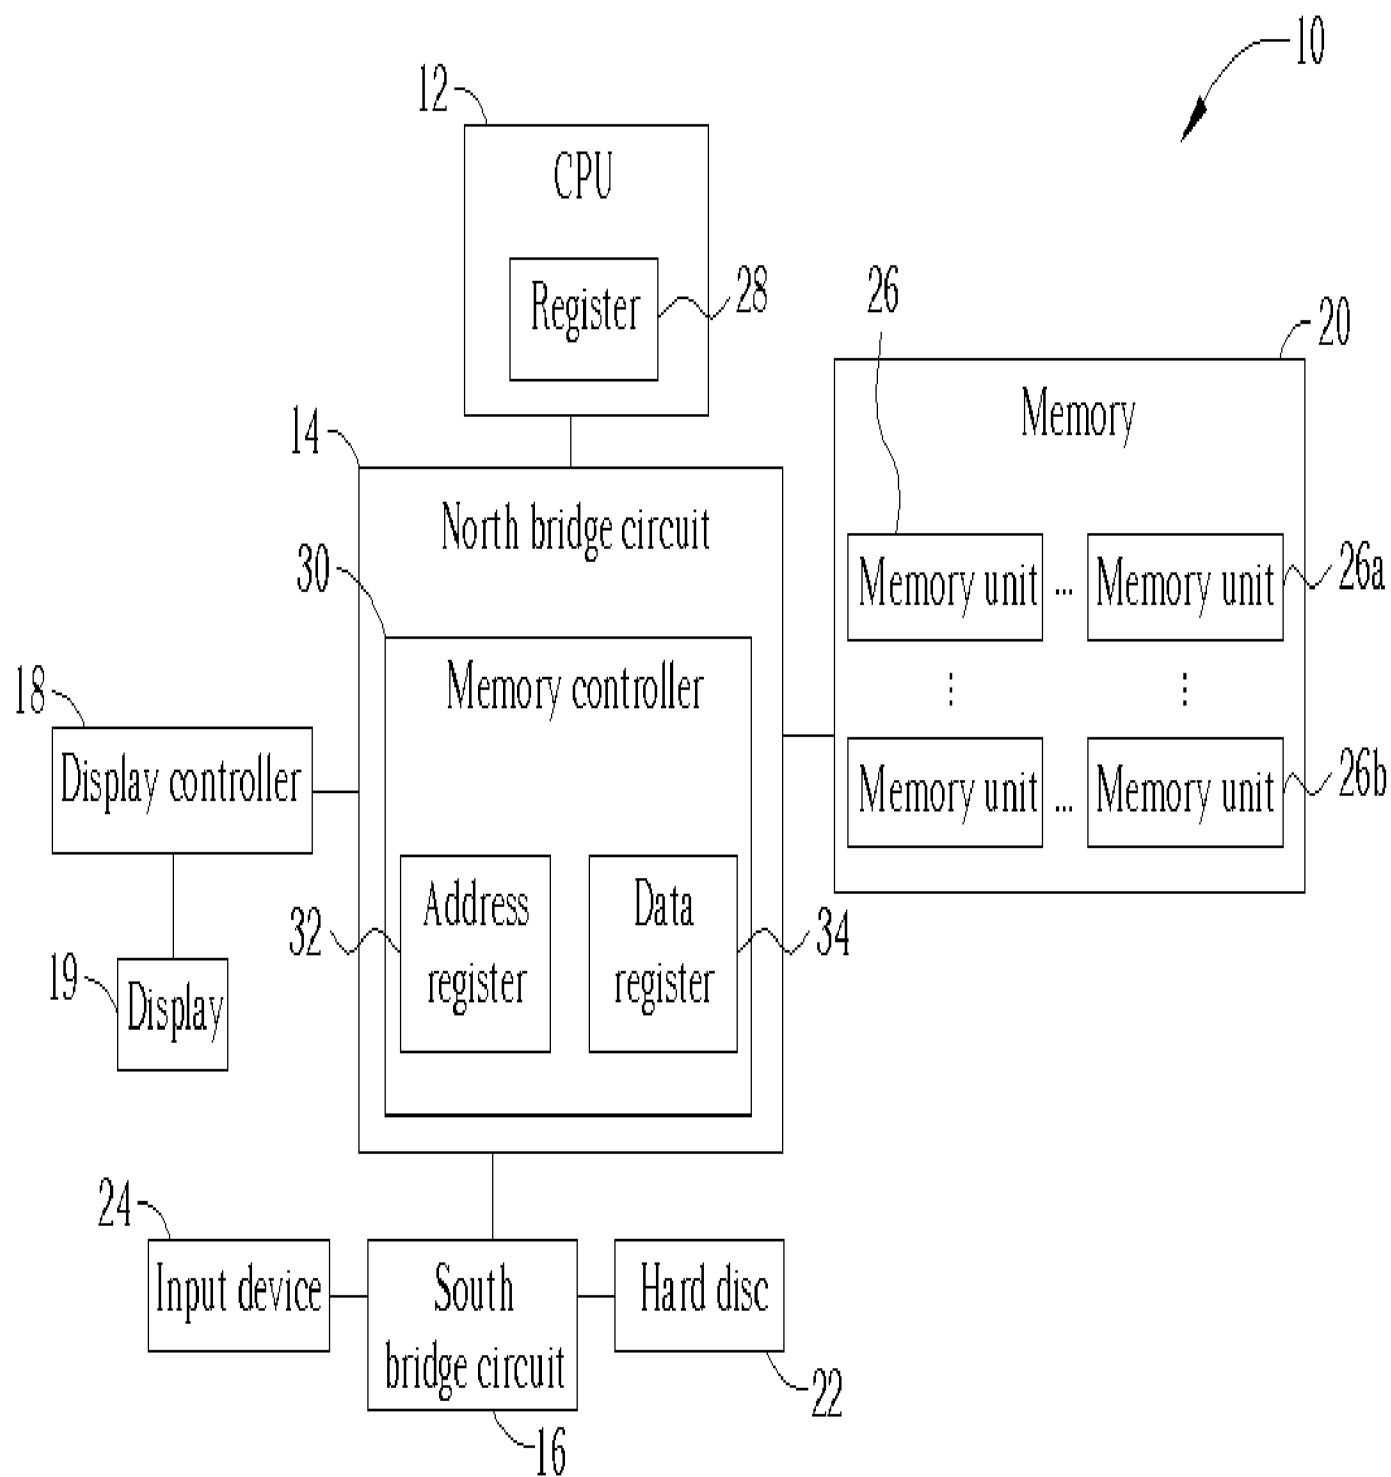 10
12
CPU
Register
28
26
20
Memory
14
North bridge circuit
30
Memory unit ... Memory unit
26a
18
Memory controller
⋮ ⋮
Display controller
Memory unit ... Memory unit
26b
32
Address
register
Data
register
34
19
Display
24
Input device
South
bridge circuit
Hard disc
22
16